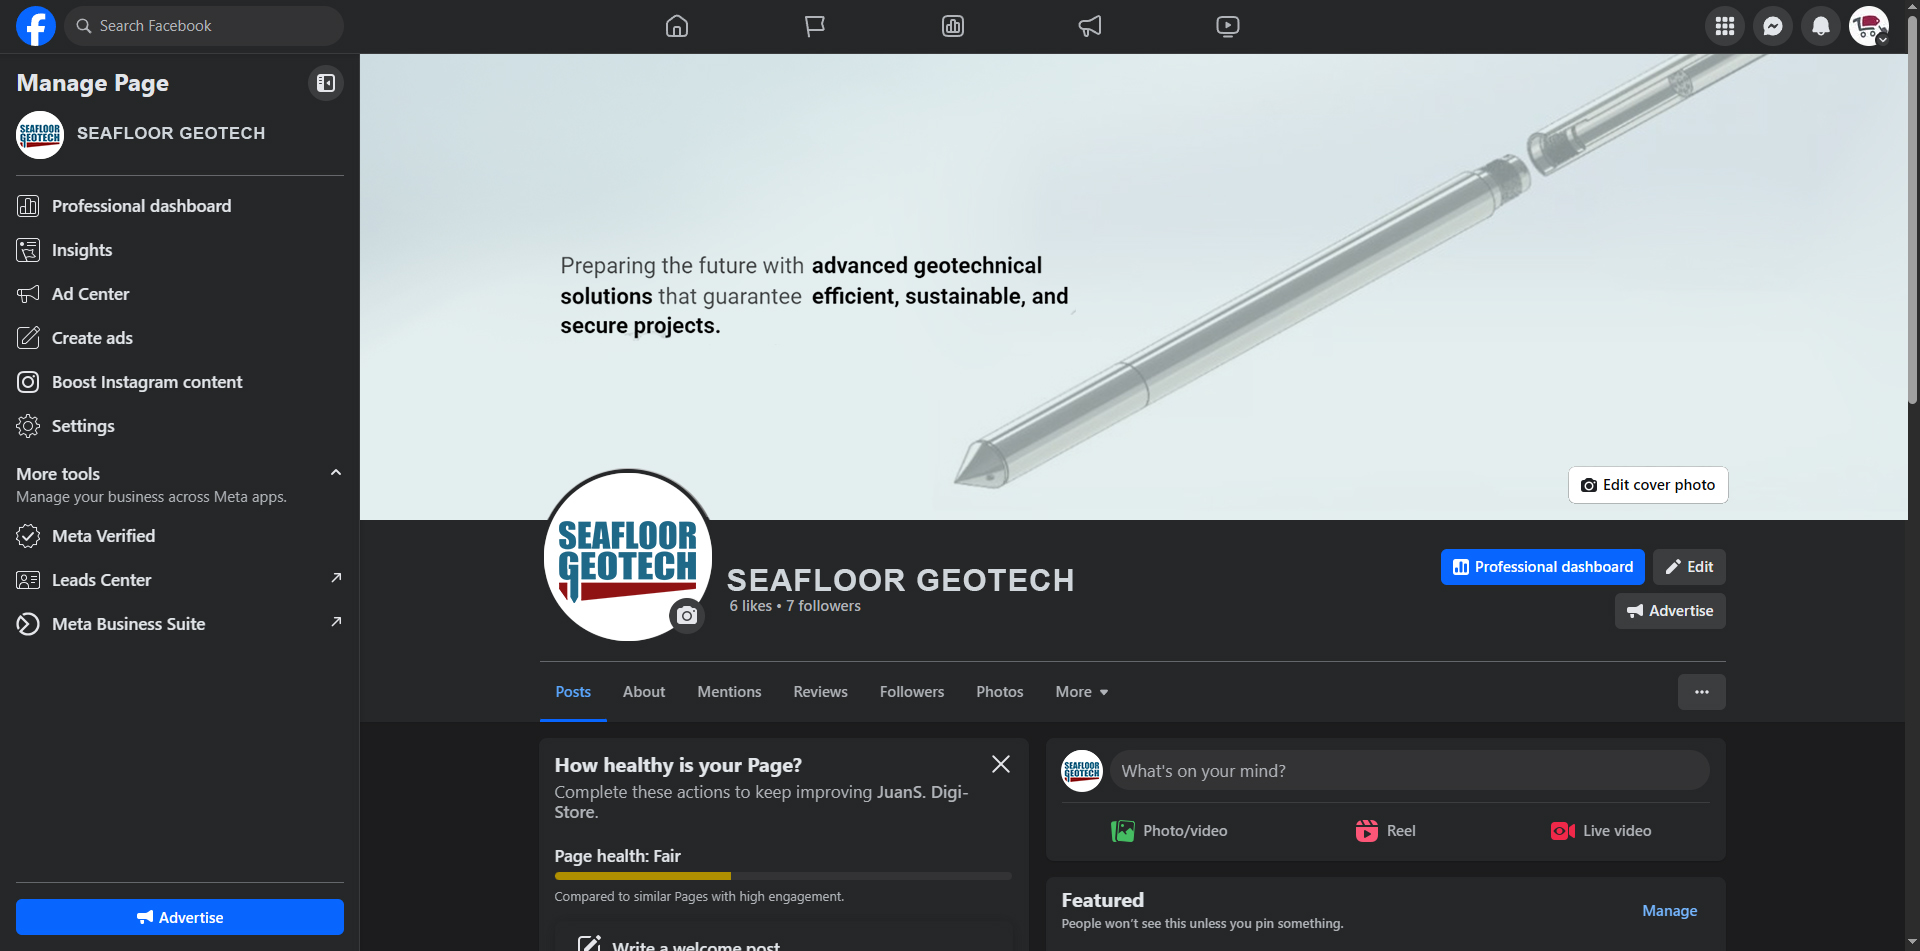 Search Facebook
Manage Page
SEAFLOOR GEOTECH
SEAFLOOR GEOTECH
Professional dashboard
Insights
Ad Center
Create ads
Boost Instagram content
Settings
More tools
Manage your business across Meta apps.
Meta Verified
Leads Center
Meta Business Suite
Advertise
Preparing the future with advanced geotechnical
solutions that guarantee efficient, sustainable, and
secure projects.
Edit cover photo
SEAFLOOR
GEOTECH
SEAFLOOR GEOTECH
6 likes • 7 followers
Professional dashboard
Edit
Advertise
Posts About Mentions Reviews Followers Photos More
How healthy is your Page?
Complete these actions to keep improving JuanS. Digi-
Store.
Page health: Fair
Compared to similar Pages with high engagement.
Write a welcome post
SEAFLOOR GEOTECH
What's on your mind?
Photo/video Reel Live video
Featured
People won't see this unless you pin something.
Manage